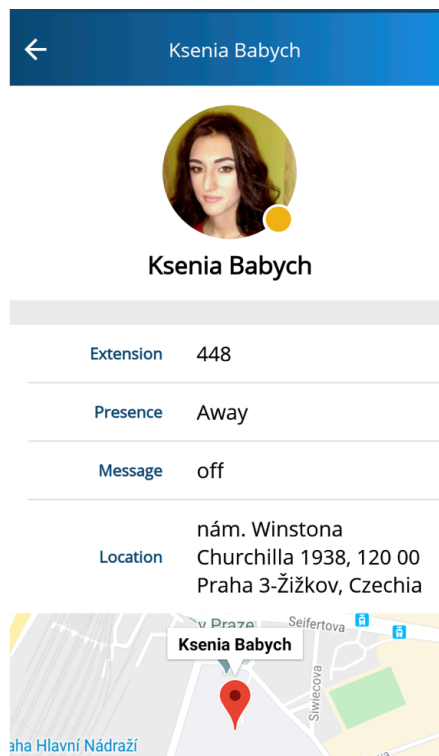 Ksenia Babych
Ksenia Babych
Extension 448
Presence Away
Message off
Location nám. Winstona
Churchilla 1938, 120 00
Praha 3-Žižkov, Czechia
v Praze
Seifertova
Ksenia Babych
Siwiecova
aha Hlavní Nádraží